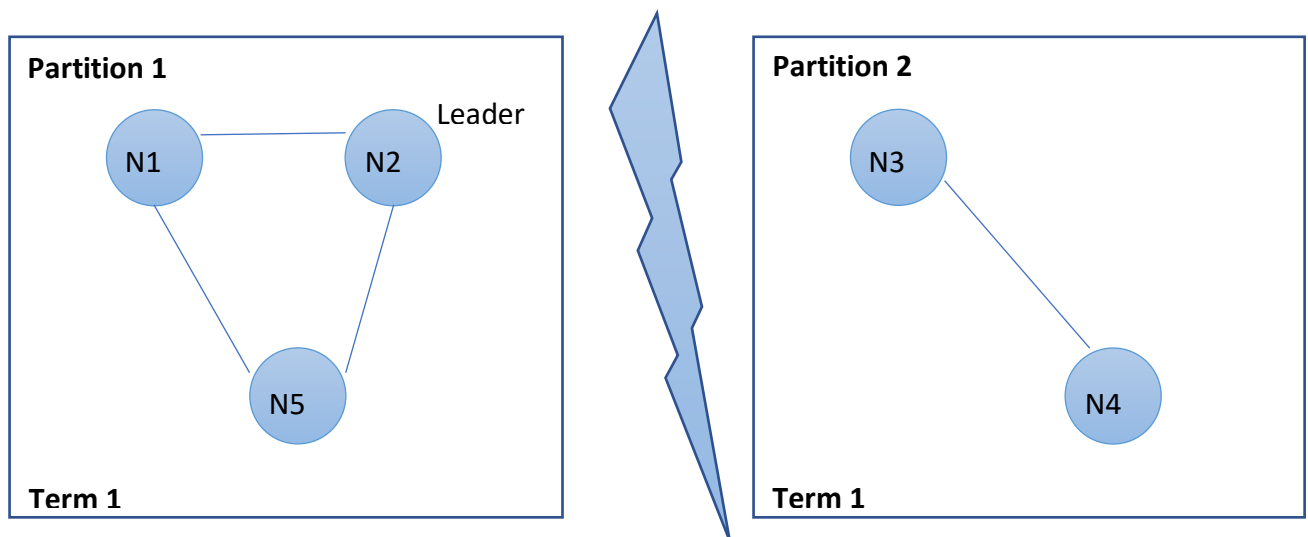 Partition 1
Leader
N1
N2
N5
Term 1
Partition 2
N3
N4
Term 1